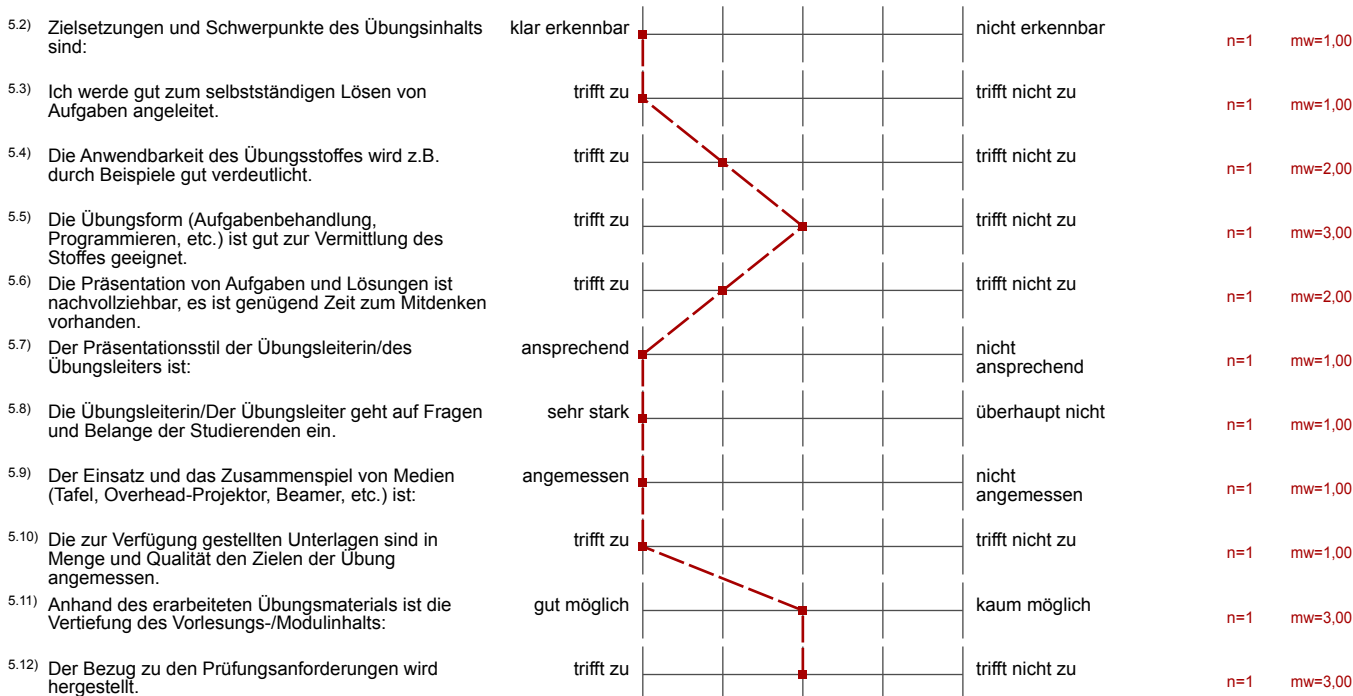 5.2) Zielsetzungen und Schwerpunkte des Übungsinhalts klar erkennbar nicht erkennbar
sind: n=1 mw=1,00
5.3) Ich werde gut zum selbstständigen Lösen von trifft zu trifft nicht zu
Aufgaben angeleitet. n=1 mw=1,00
5.4) Die Anwendbarkeit des Übungsstoffes wird z.B. trifft zu trifft nicht zu
durch Beispiele gut verdeutlicht. n=1 mw=2,00
5.5) Die Übungsform (Aufgabenbehandlung, trifft zu trifft nicht zu
Programmieren, etc.) ist gut zur Vermittlung des n=1 mw=3,00
Stoffes geeignet.
5.6) Die Präsentation von Aufgaben und Lösungen ist trifft zu trifft nicht zu
nachvollziehbar, es ist genügend Zeit zum Mitdenken n=1 mw=2,00
vorhanden.
5.7) Der Präsentationsstil der Übungsleiterin/des ansprechend nicht
Übungsleiters ist: ansprechend n=1 mw=1,00
5.8) Die Übungsleiterin/Der Übungsleiter geht auf Fragen sehr stark überhaupt nicht
und Belange der Studierenden ein. n=1 mw=1,00
5.9) Der Einsatz und das Zusammenspiel von Medien angemessen nicht
(Tafel, Overhead-Projektor, Beamer, etc.) ist: angemessen n=1 mw=1,00
5.10) Die zur Verfügung gestellten Unterlagen sind in trifft zu trifft nicht zu
Menge und Qualität den Zielen der Übung n=1 mw=1,00
angemessen.
5.11) Anhand des erarbeiteten Übungsmaterials ist die gut möglich kaum möglich
Vertiefung des Vorlesungs-/Modulinhalts: n=1 mw=3,00
5.12) Der Bezug zu den Prüfungsanforderungen wird trifft zu trifft nicht zu
hergestellt. n=1 mw=3,00